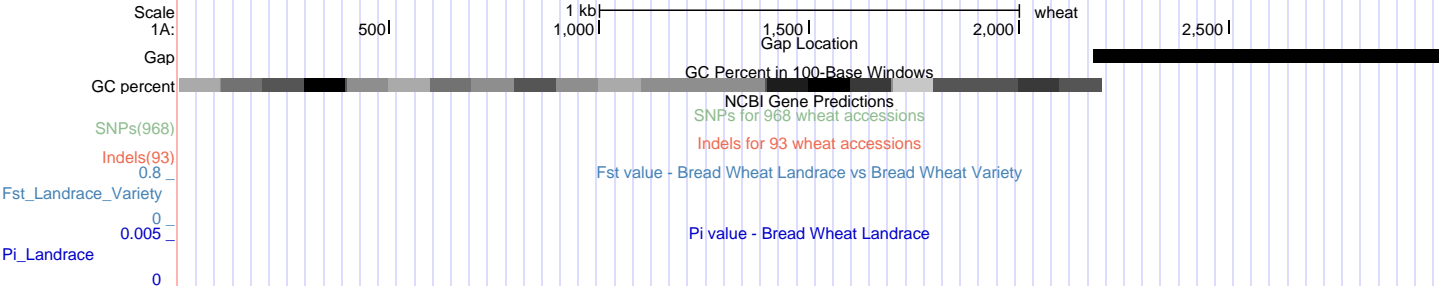 Scale 1 kb wheat
1A: 500 1,000 1,500 2,000 2,500
Gap Location
Gap
GC Percent in 100-Base Windows
GC percent
NCBI Gene Predictions
SNPs for 968 wheat accessions
SNPs(968)
Indels for 93 wheat accessions
Indels(93)
0.8 _ Fst value - Bread Wheat Landrace vs Bread Wheat Variety
Fst_Landrace_Variety
0 _
0.005 _ Pi value - Bread Wheat Landrace
Pi_Landrace
0